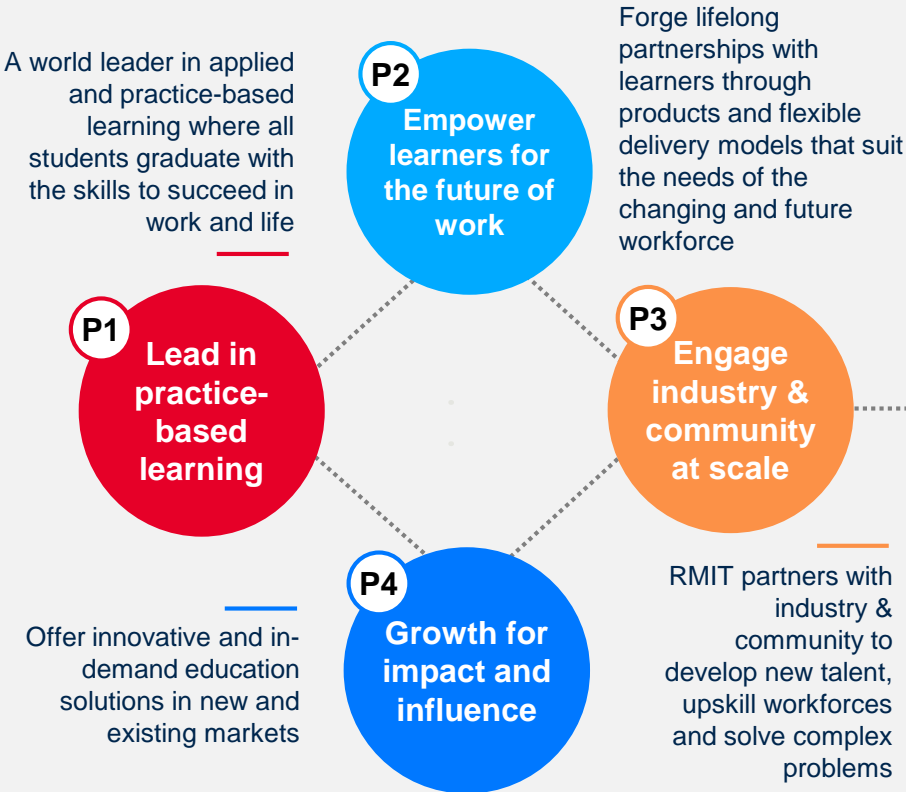 A world leader in applied
and practice-based
learning where all
students graduate with
the skills to succeed in
work and life
P2
Empower
learners for
the future of
work
Forge lifelong
partnerships with
learners through
products and flexible
delivery models that suit
the needs of the
changing and future
workforce
P1
Lead in
practice-
based
learning
P3
Engage
industry &
community
at scale
P4
Growth for
impact and
influence
Offer innovative and in-
demand education
solutions in new and
existing markets
RMIT partners with
industry &
community to
develop new talent,
upskill workforces
and solve complex
problems